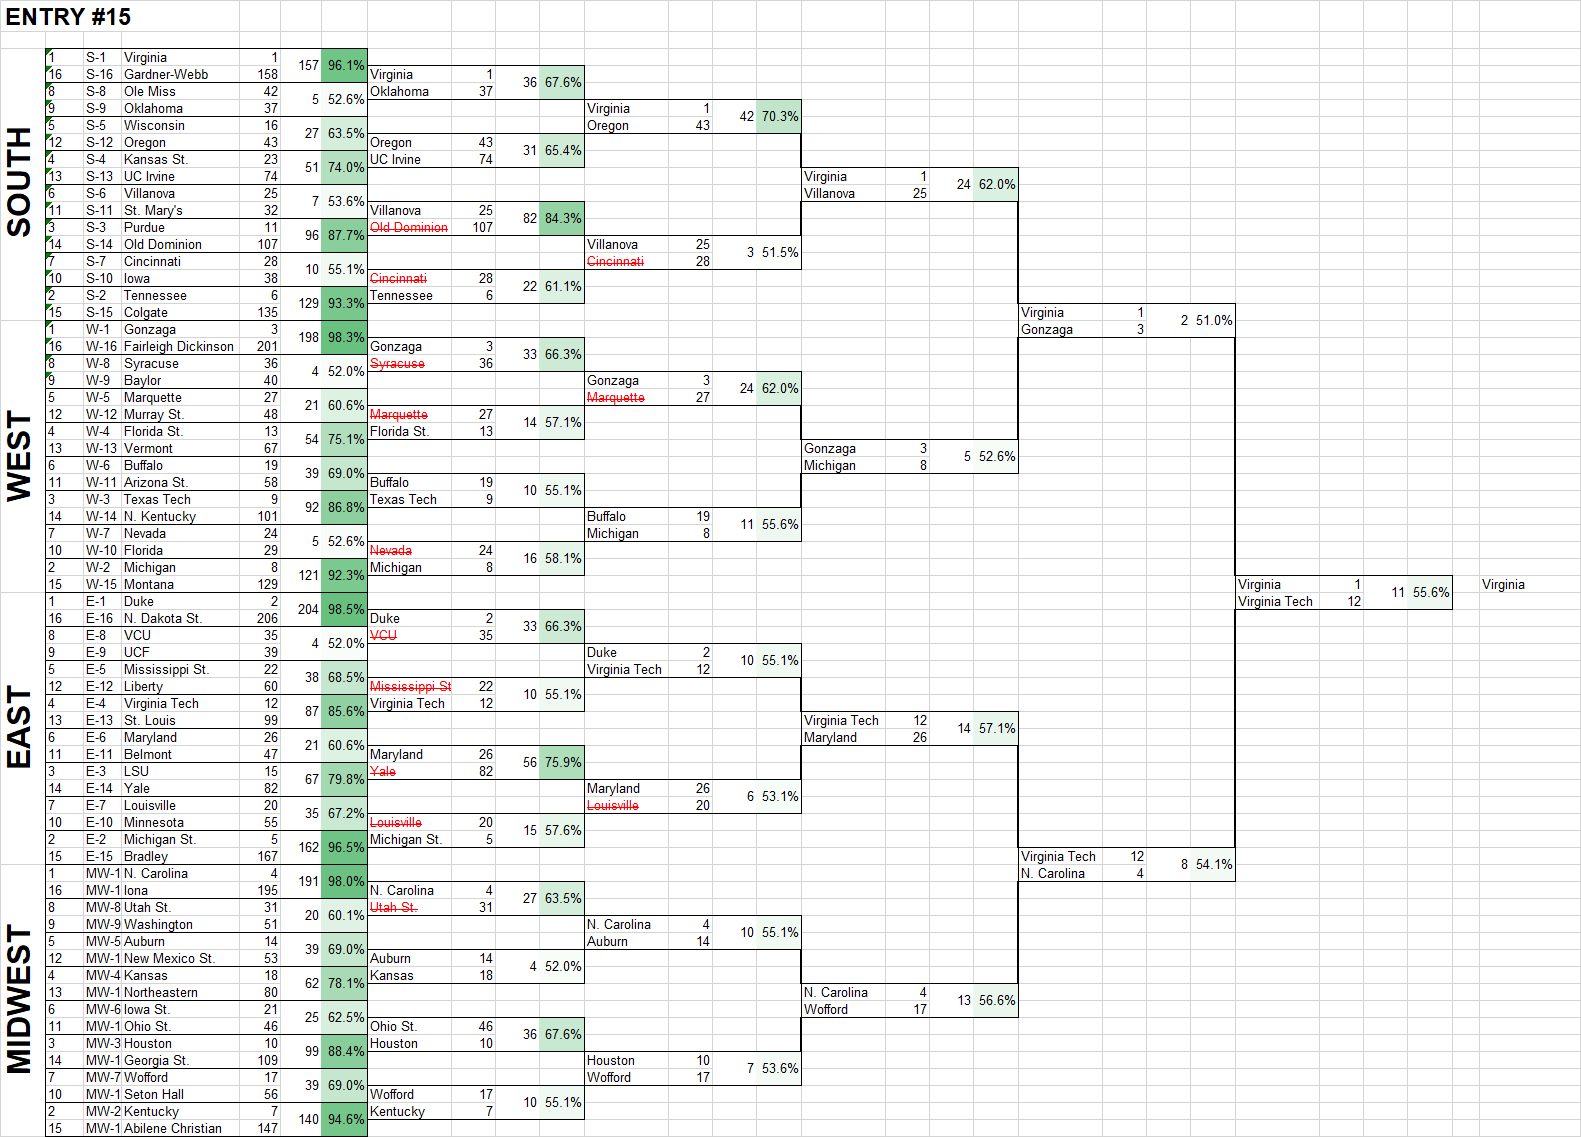 ENTRY #15
SOUTH
1 S-1 Virginia 1
157 96.1%
16 S-16 Gardner-Webb 158
8 S-8 Ole Miss 42
5 52.6%
9 S-9 Oklahoma 37
5 S-5 Wisconsin 16
27 63.5%
12 S-12 Oregon 43
4 S-4 Kansas St. 23
51 74.0%
13 S-13 UC Irvine 74
6 S-6 Villanova 25
7 53.6%
11 S-11 St. Mary's 32
3 S-3 Purdue 11
96 87.7%
14 S-14 Old Dominion 107
7 S-7 Cincinnati 28
10 55.1%
10 S-10 Iowa 38
2 S-2 Tennessee 6
129 93.3%
15 S-15 Colgate 135
WEST
1 W-1 Gonzaga 3
198 98.3%
16 W-16 Fairleigh Dickinson 201
8 W-8 Syracuse 36
4 52.0%
9 W-9 Baylor 40
5 W-5 Marquette 27
21 60.6%
12 W-12 Murray St. 48
4 W-4 Florida St. 13
54 75.1%
13 W-13 Vermont 67
6 W-6 Buffalo 19
39 69.0%
11 W-11 Arizona St. 58
3 W-3 Texas Tech 9
92 86.8%
14 W-14 N. Kentucky 101
7 W-7 Nevada 24
5 52.6%
10 W-10 Florida 29
2 W-2 Michigan 8
121 92.3%
15 W-15 Montana 129
EAST
1 E-1 Duke 2
204 98.5%
16 E-16 N. Dakota St. 206
8 E-8 VCU 35
4 52.0%
9 E-9 UCF 39
5 E-5 Mississippi St. 22
38 68.5%
12 E-12 Liberty 60
4 E-4 Virginia Tech 12
87 85.6%
13 E-13 St. Louis 99
6 E-6 Maryland 26
21 60.6%
11 E-11 Belmont 47
3 E-3 LSU 15
67 79.8%
14 E-14 Yale 82
7 E-7 Louisville 20
35 67.2%
10 E-10 Minnesota 55
2 E-2 Michigan St. 5
162 96.5%
15 E-15 Bradley 167
MIDWEST
1 MW-1 N. Carolina 4
191 98.0%
16 MW-1 Iona 195
8 MW-8 Utah St. 31
20 60.1%
9 MW-9 Washington 51
5 MW-5 Auburn 14
39 69.0%
12 MW-1 New Mexico St. 53
4 MW-4 Kansas 18
62 78.1%
13 MW-1 Northeastern 80
6 MW-6 Iowa St. 21
25 62.5%
11 MW-1 Ohio St. 46
3 MW-3 Houston 10
99 88.4%
14 MW-1 Georgia St. 109
7 MW-7 Wofford 17
39 69.0%
10 MW-1 Seton Hall 56
2 MW-2 Kentucky 7
140 94.6%
15 MW-1 Abilene Christian 147
Virginia 1
36 67.6%
Oklahoma 37
Oregon 43
31 65.4%
UC Irvine 74
Villanova 25
82 84.3%
Old Dominion 107
Cincinnati 28
22 61.1%
Tennessee 6
Gonzaga 3
33 66.3%
Syracuse 36
Marquette 27
14 57.1%
Florida St. 13
Buffalo 19
10 55.1%
Texas Tech 9
Nevada 24
16 58.1%
Michigan 8
Duke 2
33 66.3%
VCU 35
Mississippi St 22
10 55.1%
Virginia Tech 12
Maryland 26
56 75.9%
Yale 82
Louisville 20
15 57.6%
Michigan St. 5
N. Carolina 4
27 63.5%
Utah St. 31
Auburn 14
4 52.0%
Kansas 18
Ohio St. 46
36 67.6%
Houston 10
Wofford 17
10 55.1%
Kentucky 7
Virginia 1
42 70.3%
Oregon 43
Villanova 25
3 51.5%
Cincinnati 28
Gonzaga 3
24 62.0%
Marquette 27
Buffalo 19
11 55.6%
Michigan 8
Duke 2
10 55.1%
Virginia Tech 12
Maryland 26
6 53.1%
Louisville 20
N. Carolina 4
10 55.1%
Auburn 14
Houston 10
7 53.6%
Wofford 17
Virginia 1
24 62.0%
Villanova 25
Gonzaga 3
5 52.6%
Michigan 8
Virginia Tech 12
14 57.1%
Maryland 26
N. Carolina 4
13 56.6%
Wofford 17
Virginia 1
2 51.0%
Gonzaga 3
Virginia Tech 12
8 54.1%
N. Carolina 4
Virginia 1
11 55.6%
Virginia Tech 12
Virginia